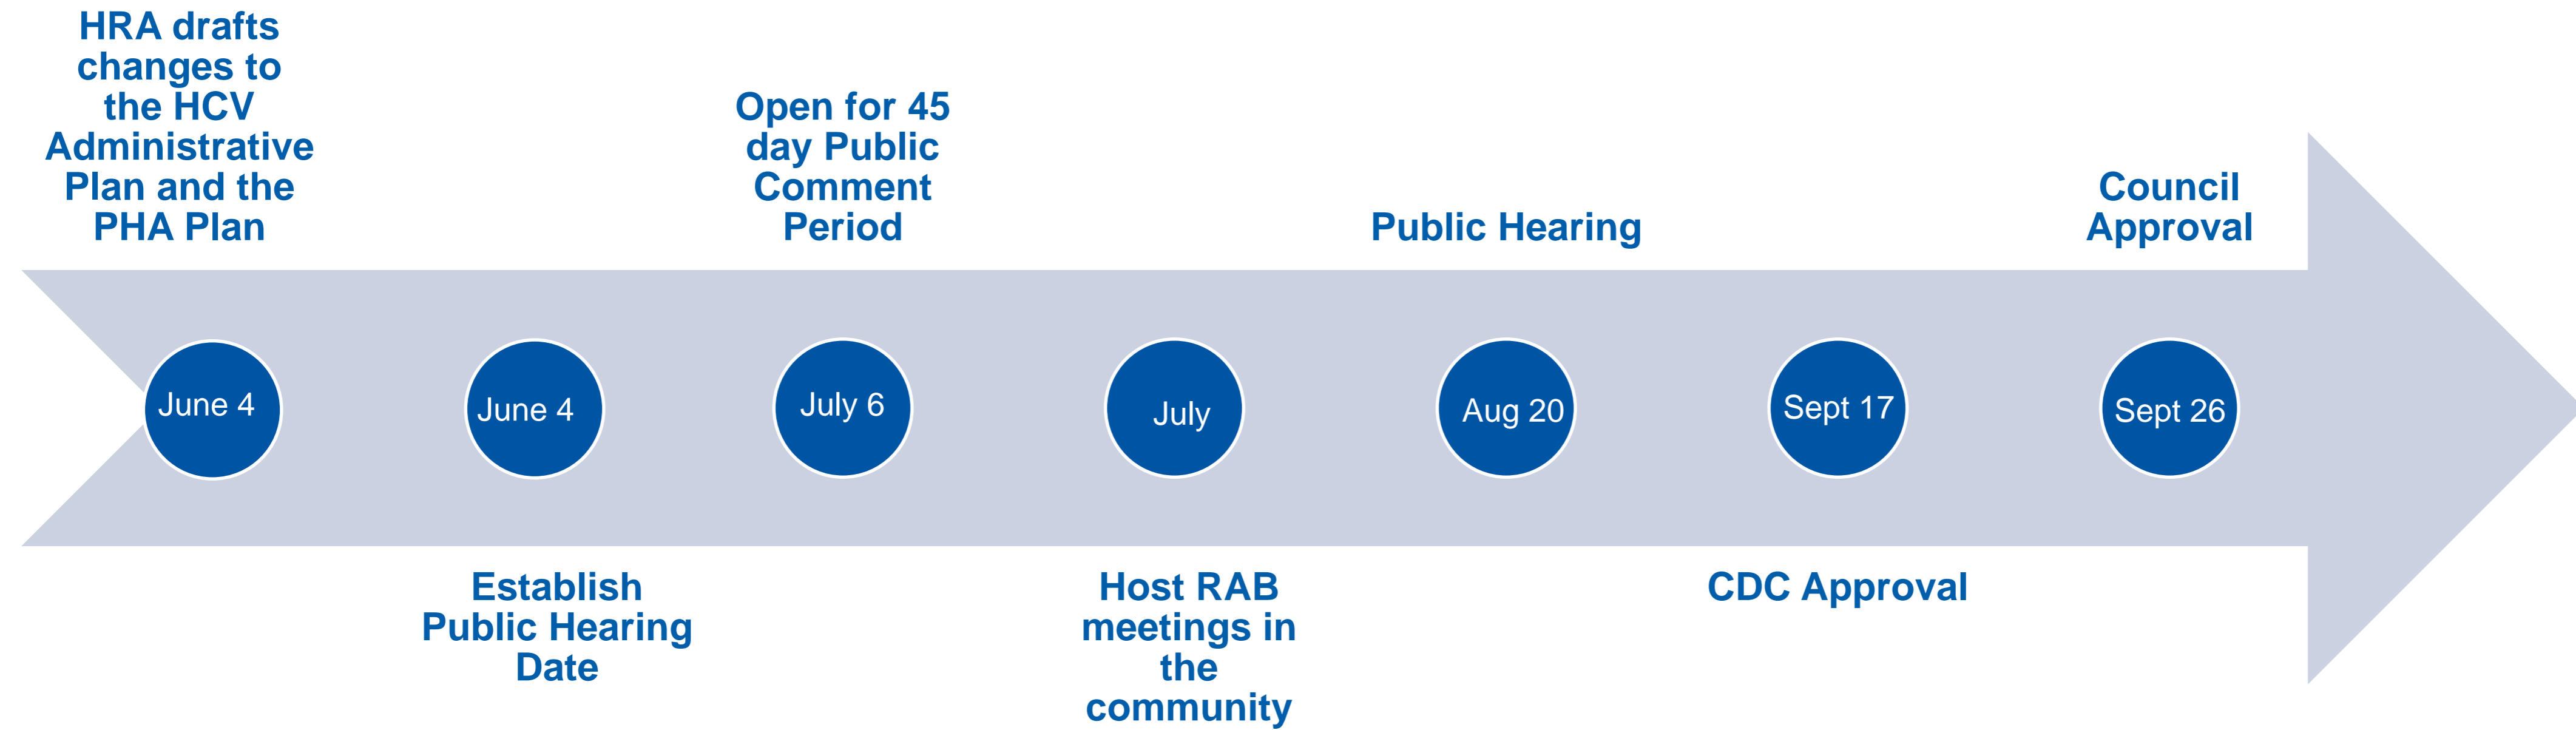 HRA drafts
changes to
the HCV
Administrative
Plan and the
PHA Plan
Open for 45
day Public
Comment
Period
Public Hearing
Council
Approval
June 4
June 4
July 6
July
Aug 20
Sept 17
Sept 26
Establish
Public Hearing
Date
Host RAB
meetings in
the
community
CDC Approval